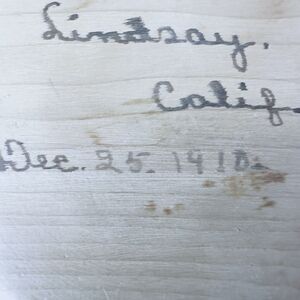 Lindsay,
Calif.
Dec. 25. 1910.